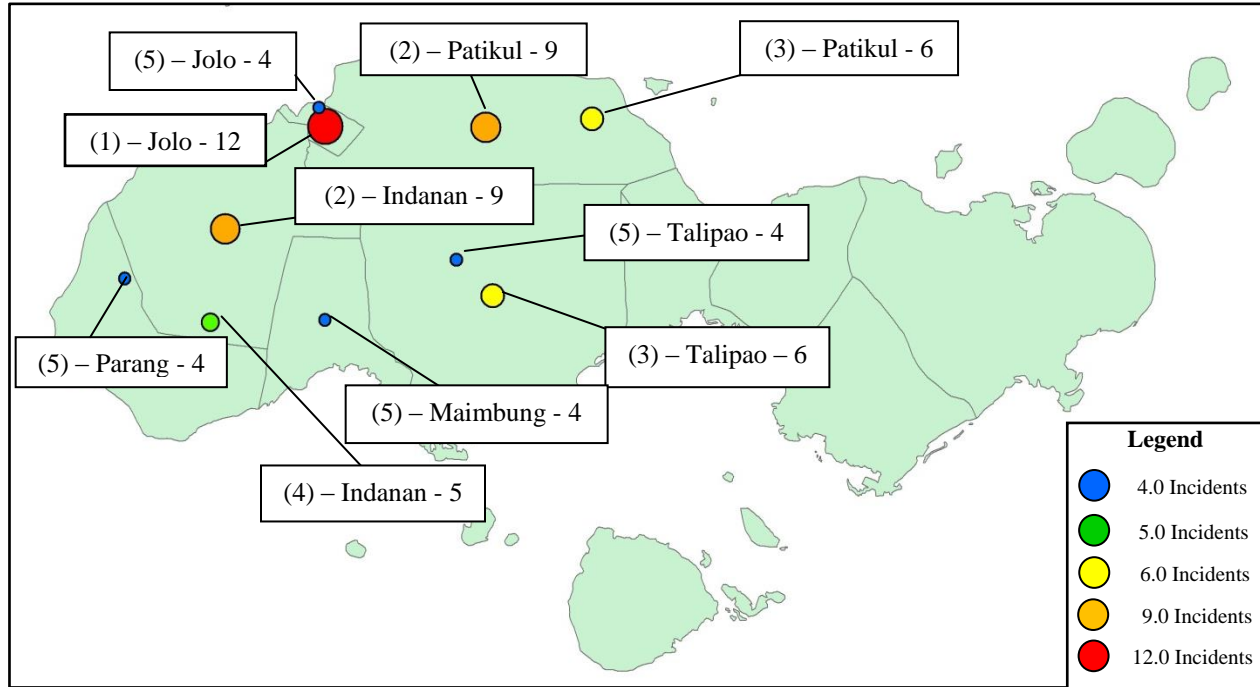 (5) – Jolo - 4
(2) – Patikul - 9
(3) – Patikul - 6
(1) – Jolo - 12
(2) – Indanan - 9
(5) – Talipao - 4
(5) – Parang - 4
(3) – Talipao – 6
(5) – Maimbung - 4
(4) – Indanan - 5
Legend
4.0 Incidents
5.0 Incidents
6.0 Incidents
9.0 Incidents
12.0 Incidents